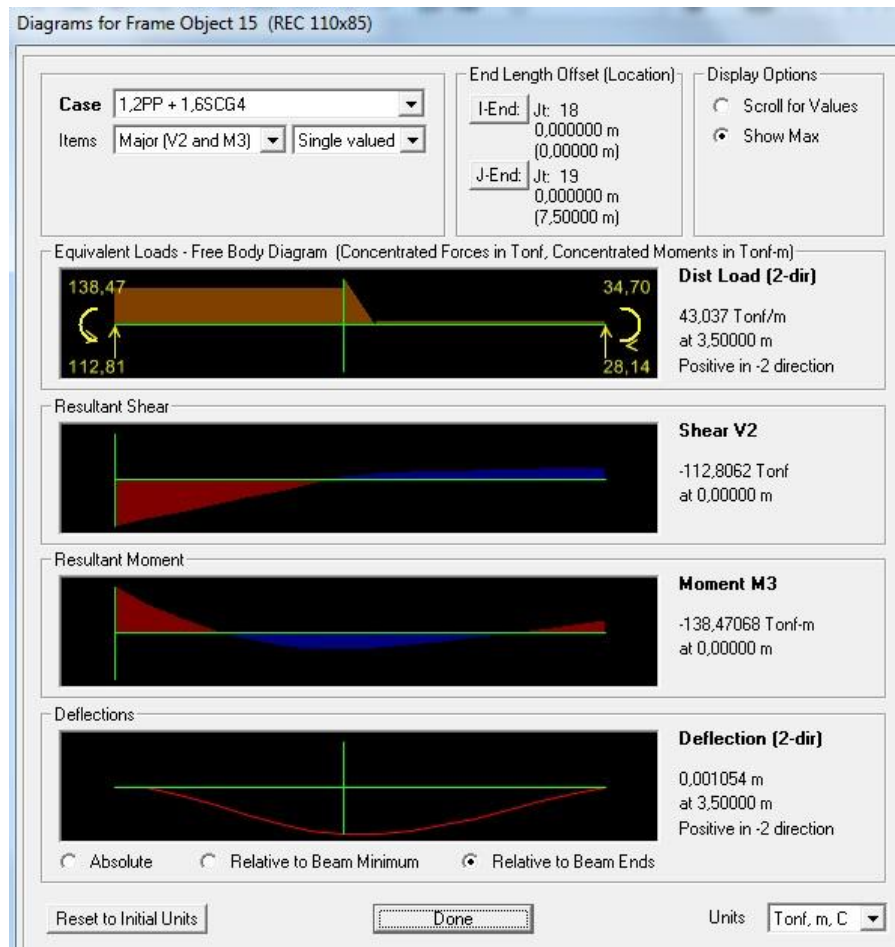 Diagrams for Frame Object 15 (REC 110x85)
Case 1,2PP + 1,6SCG4
Items Major (V2 and M3) Single valued
End Length Offset (Location)
I-End: Jt: 18
0,000000 m
(0,00000 m)
J-End: Jt: 19
0,000000 m
(7,50000 m)
Display Options
Scroll for Values
Show Max
Equivalent Loads - Free Body Diagram (Concentrated Forces in Tonf, Concentrated Moments in Tonf-m)
138,47
34,70
112,81
28,14
Dist Load (2-dir)
43,037 Tonf/m
at 3,50000 m
Positive in -2 direction
Resultant Shear
Shear V2
-112,8062 Tonf
at 0,00000 m
Resultant Moment
Moment M3
-138,47068 Tonf-m
at 0,00000 m
Deflections
Deflection (2-dir)
0,001054 m
at 3,50000 m
Positive in -2 direction
Absolute Relative to Beam Minimum Relative to Beam Ends
Reset to Initial Units Done Units Tonf, m, C